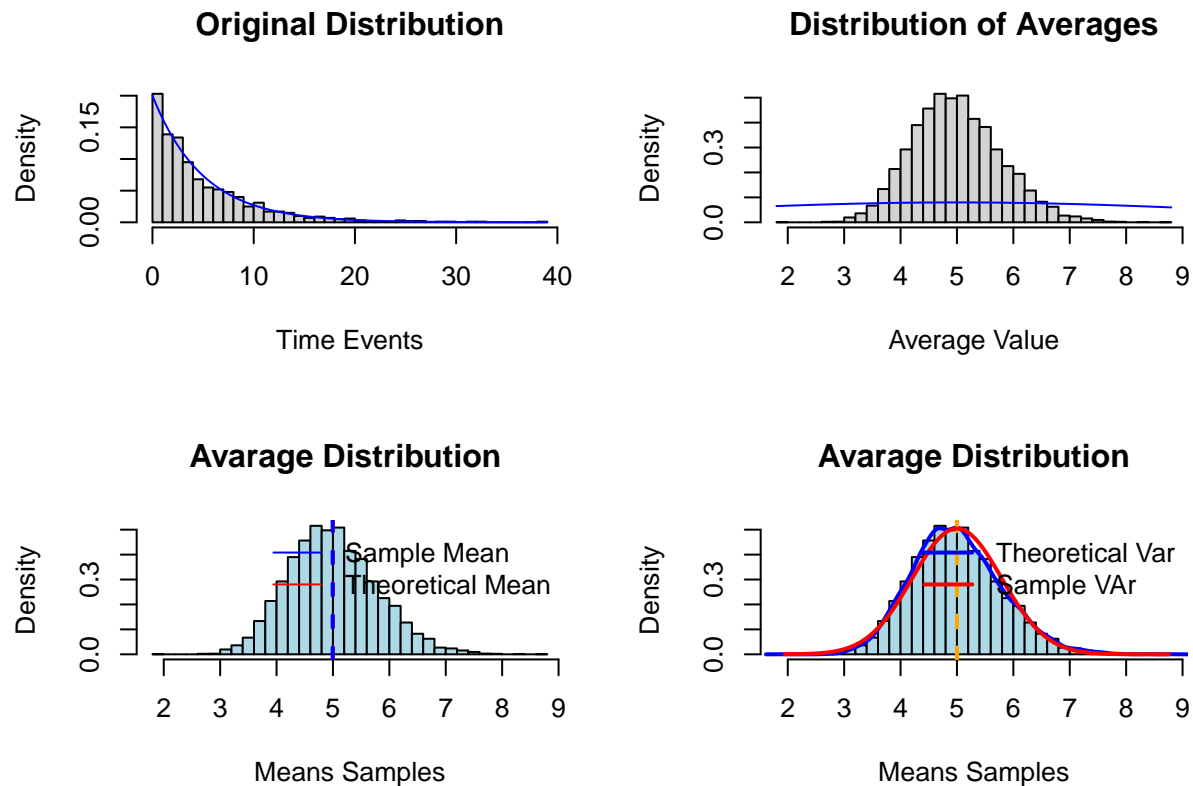 Original Distribution
Density
0.00
0.15
0
10
20
30
40
Time Events
Distribution of Averages
Density
0.0
0.3
2
3
4
5
6
7
8
9
Average Value
Avarage Distribution
Density
0.0
0.3
Sample Mean
Theoretical Mean
2
3
4
5
6
7
8
9
Means Samples
Avarage Distribution
Density
0.0
0.3
Theoretical Var
Sample VAr
2
3
4
5
6
7
8
9
Means Samples